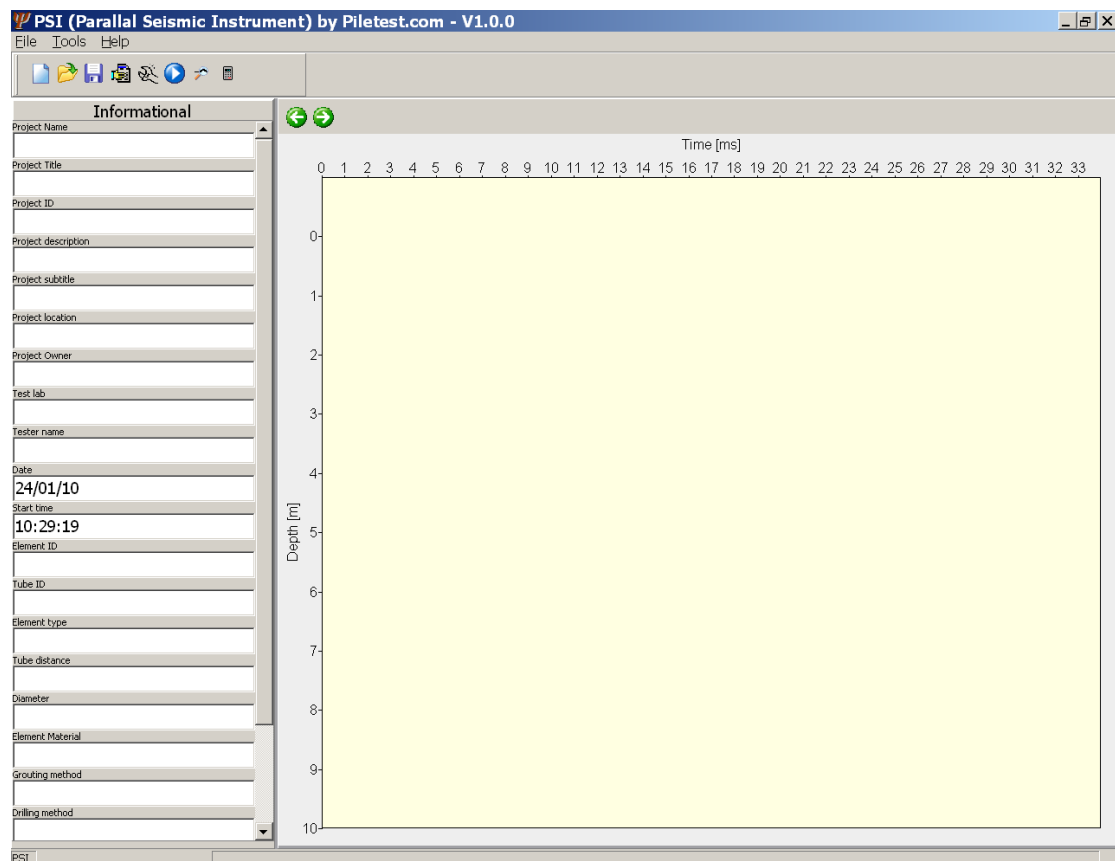 PSI (Parallal Seismic Instrument) by Piletest.com - V1.0.0
File Tools Help
Informational
Project Name
Project Title
Project ID
Project description
Project subtitle
Project location
Project Owner
Test lab
Tester name
Date
24/01/10
Start time
10:29:19
Element ID
Tube ID
Element type
Tube distance
Diameter
Element Material
Grouting method
Drilling method
Time [ms]
0 1 2 3 4 5 6 7 8 9 10 11 12 13 14 15 16 17 18 19 20 21 22 23 24 25 26 27 28 29 30 31 32 33
Depth [m]
0
1
2
3
4
5
6
7
8
9
10
PSI